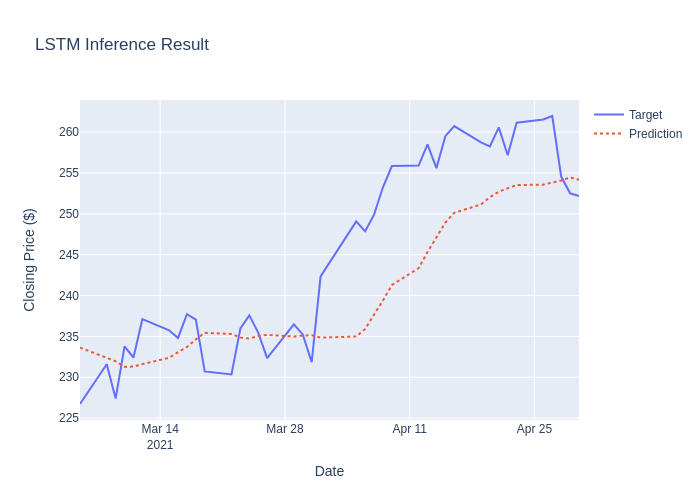 LSTM Inference Result
Target
Prediction
Closing Price ($)
260
255
250
245
240
235
230
225
Mar 14
2021
Mar 28
Apr 11
Apr 25
Date